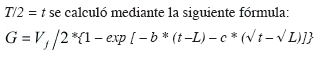 T/2 = t se calculó mediante la siguiente fórmula:
G = V_f /2 *{1 – exp [ – b * (t –L) – c * (√ t – √ L)]}